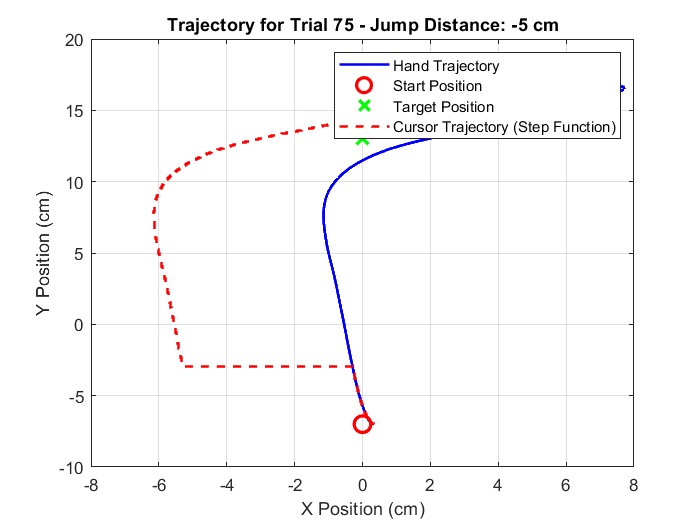 Trajectory for Trial 75 - Jump Distance: -5 cm
Hand Trajectory
Start Position
Target Position
Cursor Trajectory (Step Function)
Y Position (cm)
20
15
10
5
0
-5
-10
-8 -6 -4 -2 0 2 4 6 8
X Position (cm)